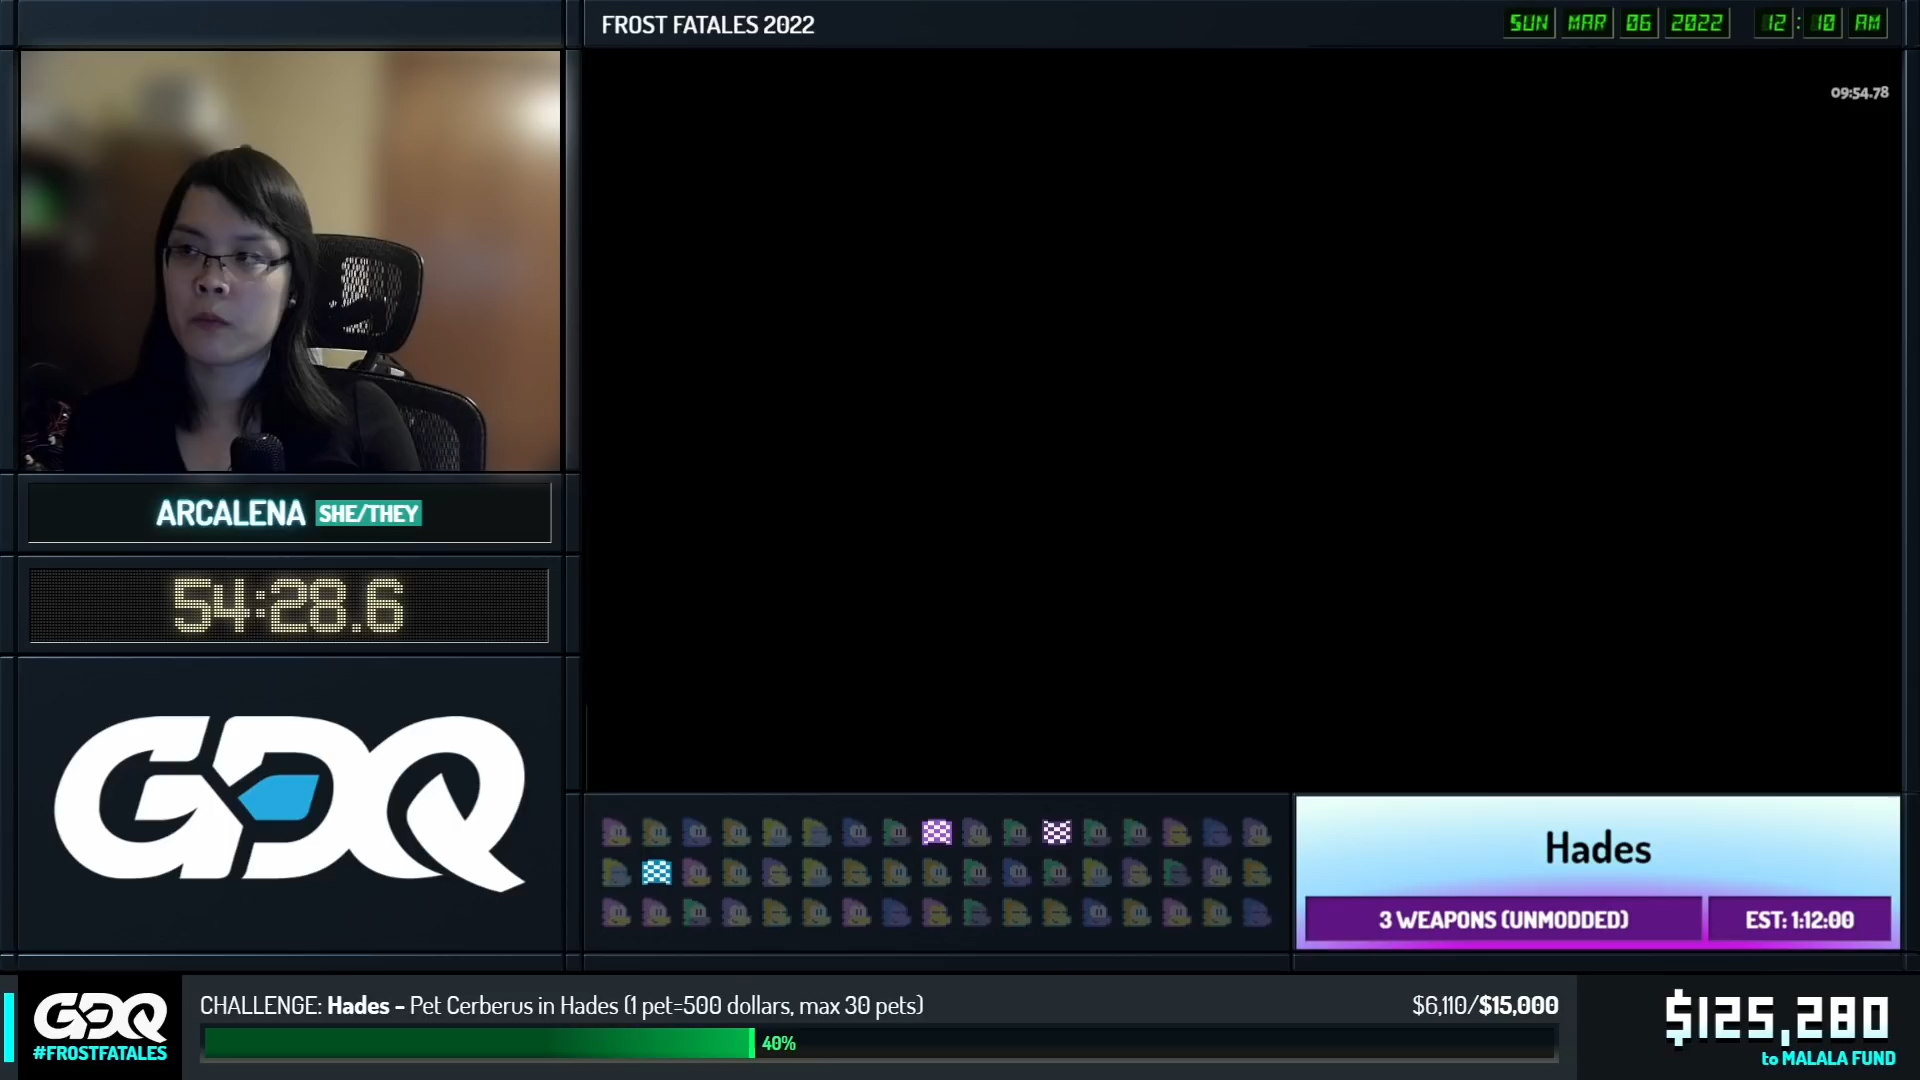 FROST FATALES 2022
SUN MAR 06 2022 12:10 AM
09:54.78
ARCALENA SHE/THEY
54:28.6
GDQ
Hades
3 WEAPONS (UNMODDED)
EST: 1:12:00
GDQ
#FROSTFATALES
CHALLENGE: Hades - Pet Cerberus in Hades (1 pet=500 dollars, max 30 pets)
$6,110/$15,000
40%
$125,280
to MALALA FUND